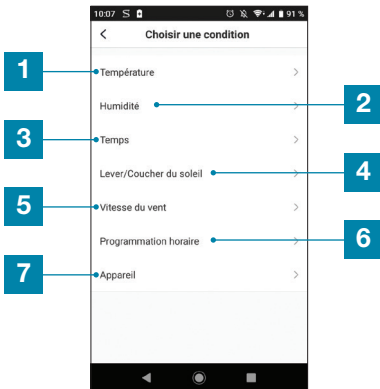 10:07 S 91 %
Choisir une condition
1 Température
Humidité 2
3 Temps
Lever/Coucher du soleil 4
5 Vitesse du vent
Programmation horaire 6
7 Appareil